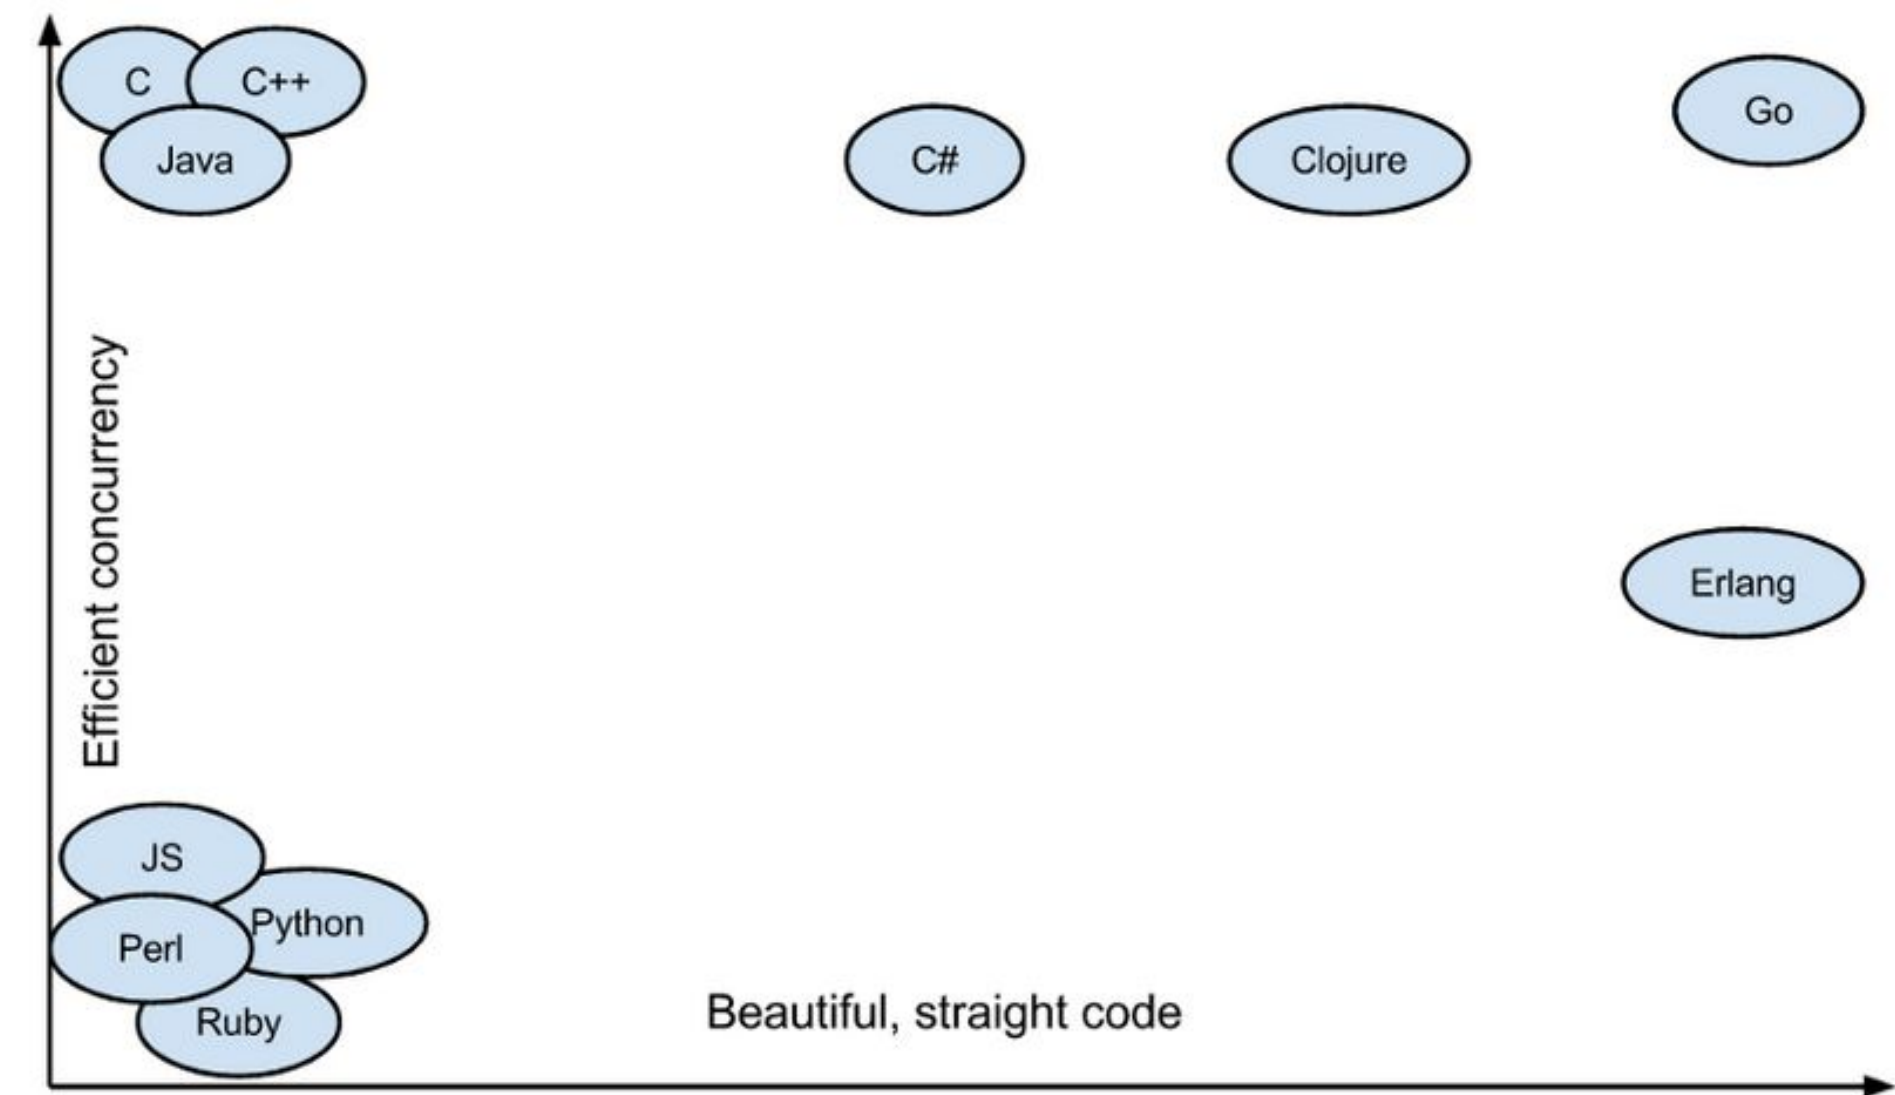 C
C++
Go
Java
C#
Clojure
Efficient concurrency
Erlang
JS
Python
Perl
Beautiful, straight code
Ruby